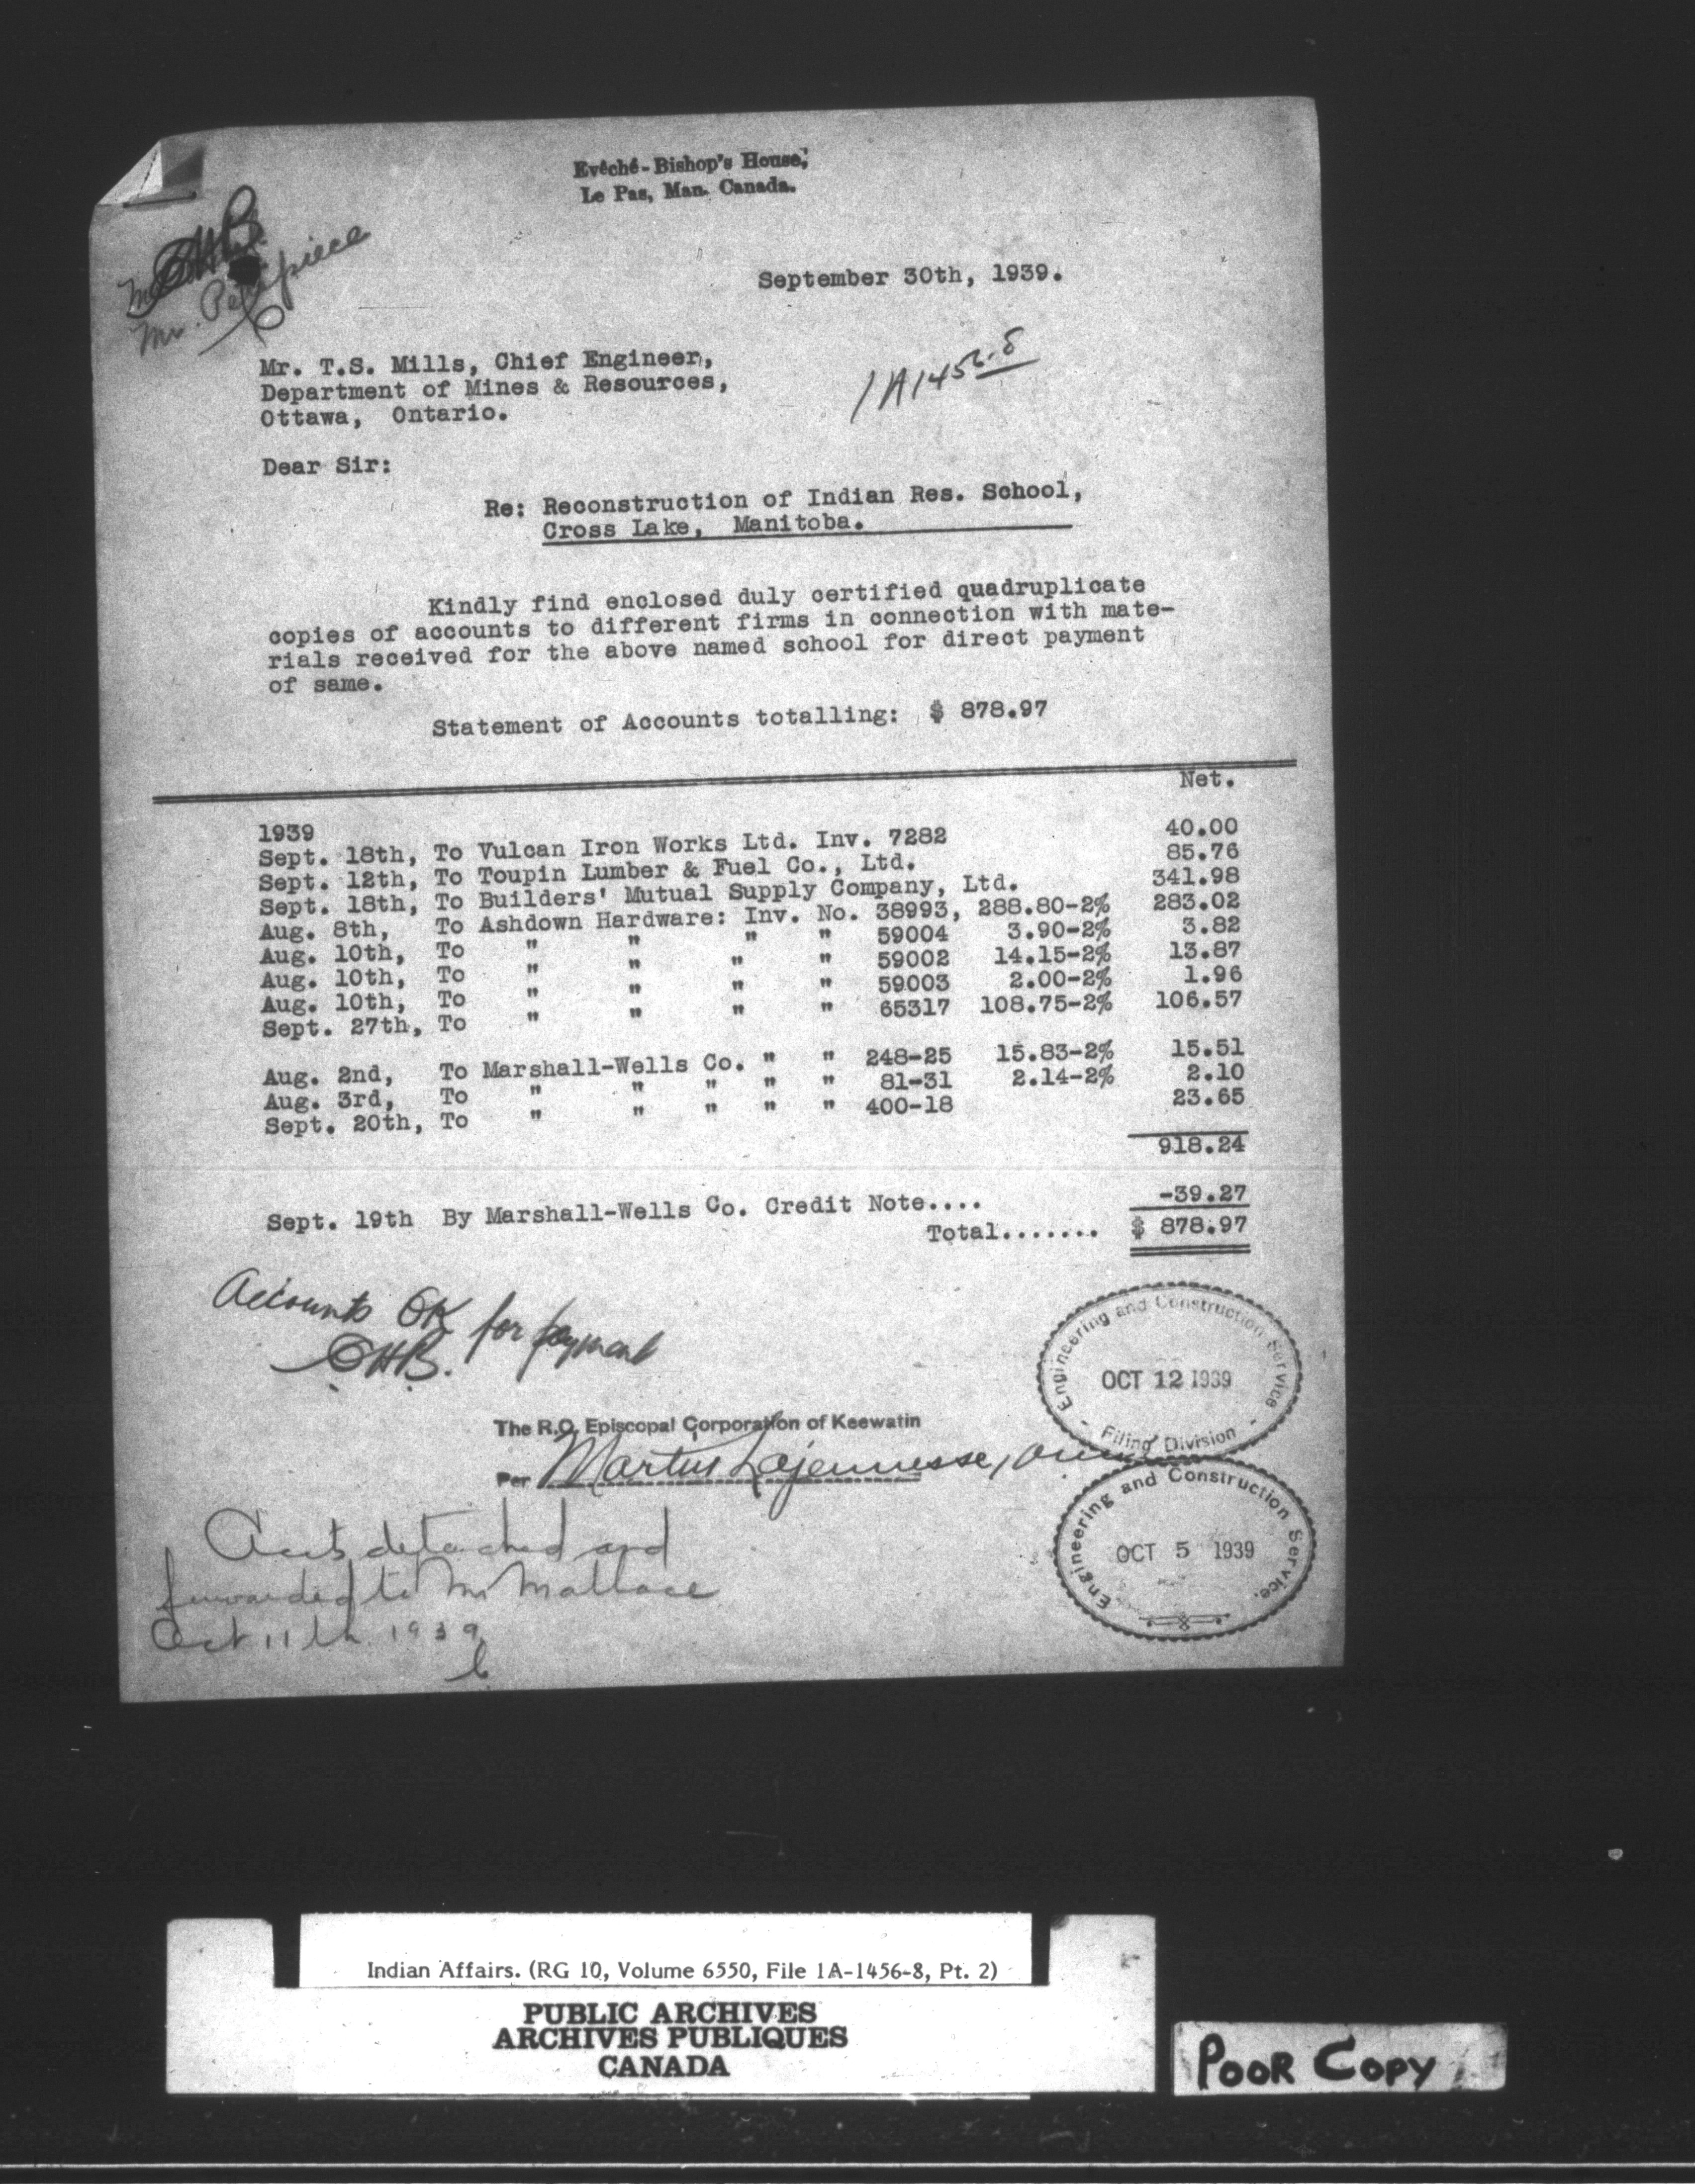 Evêché-Bishop's House,
Le Pas, Man. Canada.
Mr.
September 30th, 1939.
1A1456-8
Mr. T.S. Mills, Chief Engineer,
Department of Mines & Resources,
Ottawa, Ontario.
Dear Sir:
Re: Reconstruction of Indian Res. School,
Cross Lake, Manitoba.
Kindly find enclosed duly certified quadruplicate
copies of accounts to different firms in connection with mate-
rials received for the above named school for direct payment
of same.
Statement of Accounts totalling: $ 878.97
Net.
1939
Sept. 18th, To Vulcan Iron Works Ltd. Inv. 7282 40.00
Sept. 12th, To Toupin Lumber & Fuel Co., Ltd. 85.76
Sept. 18th, To Builders' Mutual Supply Company, Ltd. 341.98
Aug. 8th, To Ashdown Hardware: Inv. No. 38993, 288.80-2% 283.02
Aug. 10th, To " " " " 59004 3.90-2% 3.82
Aug. 10th, To " " " " 59002 14.15-2% 13.87
Aug. 10th, To " " " " 59003 2.00-2% 1.96
Sept. 27th, To " " " " 65317 108.75-2% 106.57
Aug. 2nd, To Marshall-Wells Co. " " 248-25 15.83-2% 15.51
Aug. 3rd, To " " " " " 81-31 2.14-2% 2.10
Sept. 20th, To " " " " " 400-18 23.65
918.24
Sept. 19th By Marshall-Wells Co. Credit Note.... -39.27
Total....... $ 878.97
Accounts OK for payment
CHB.
Engineering and Construction Service
OCT 12 1939
- Filing Division -
The R.C. Episcopal Corporation of Keewatin
Per Martin Lajeunesse, o.m.i.
Engineering and Construction Service.
OCT 5 1939
Accts detached and
forwarded to Mr Mattace
Oct 11th 1939
Indian Affairs. (RG 10, Volume 6550, File 1A-1456-8, Pt. 2)
PUBLIC ARCHIVES
ARCHIVES PUBLIQUES
CANADA
POOR COPY